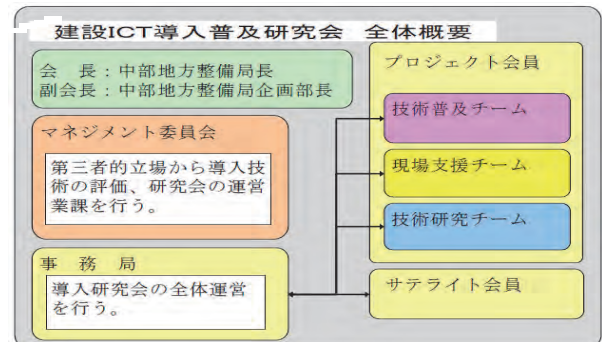 建設ICT導入普及研究会 全体概要
会 長：中部地方整備局長
副会長：中部地方整備局企画部長
マネジメント委員会
第三者的立場から導入技
術の評価、研究会の運営
業課を行う。
事 務 局
導入研究会の全体運営
を行う。
プロジェクト会員
技術普及チーム
現場支援チーム
技術研究チーム
サテライト会員